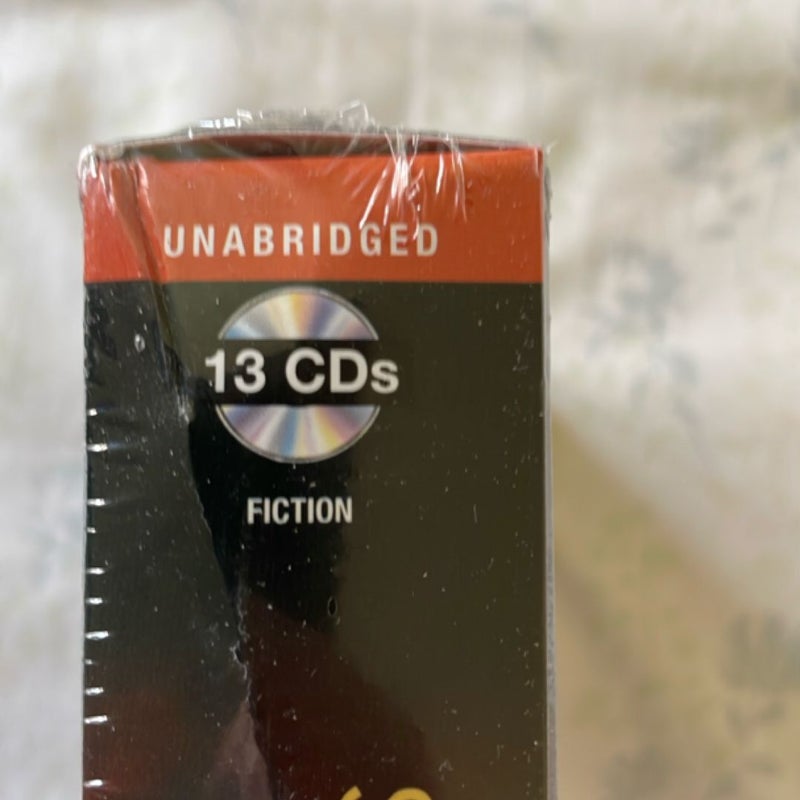 UNABRIDGED
13 CDs
FICTION